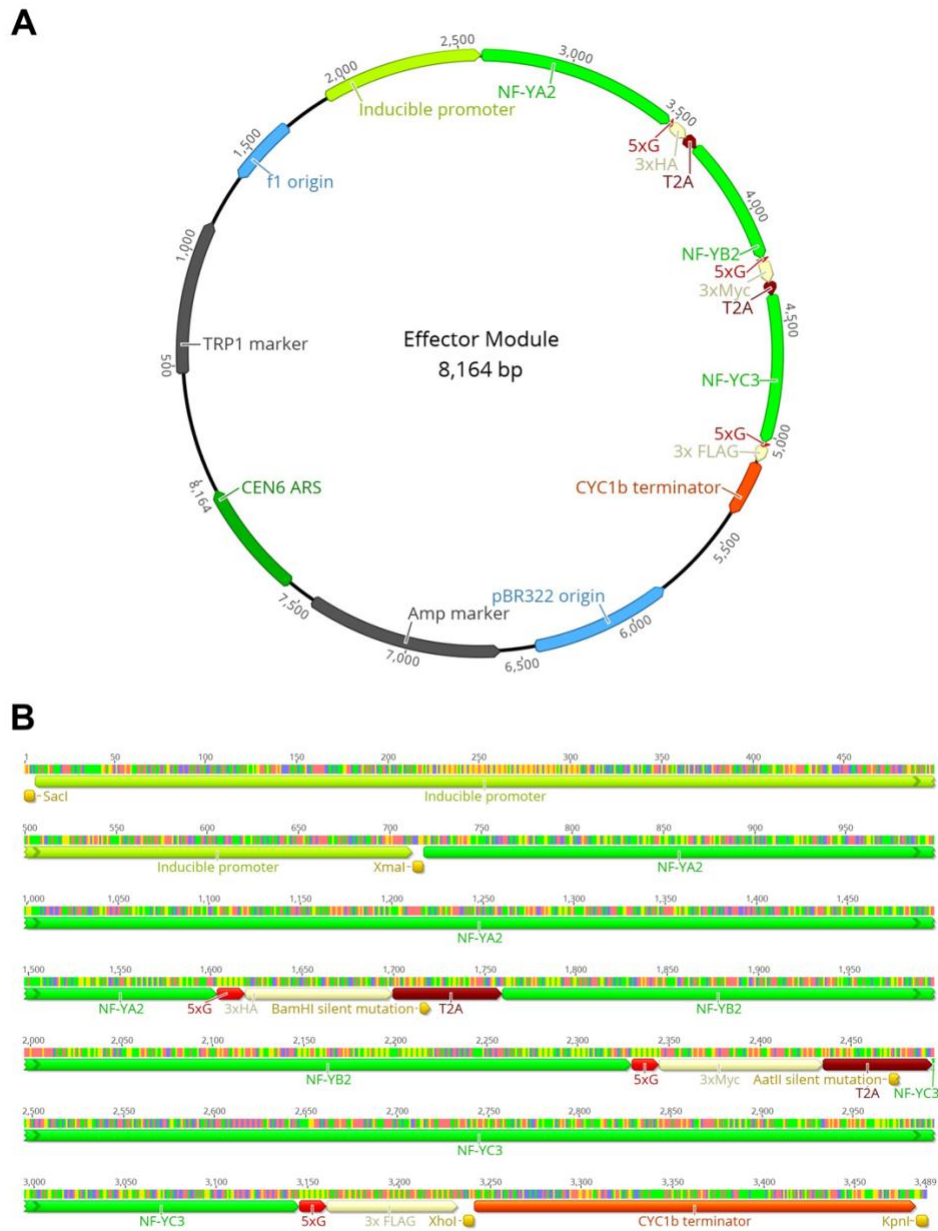 A
2,500
2,000
3,000
Inducible promoter
NF-YA2
3,500
1,500
5xG
3xHA
T2A
f1 origin
4,000
1,000
NF-YB2
5xG
3xMyc
T2A
4,500
Effector Module
8,164 bp
TRP1 marker
500
NF-YC3
5xG
5,000
3x FLAG
CEN6 ARS
8,164
CYC1b terminator
5,500
pBR322 origin
7,500
Amp marker
6,000
7,000
6,500
B
1 50 100 150 200 250 300 350 400 450
SacI Inducible promoter
500 550 600 650 700 750 800 850 900 950
Inducible promoter XmaI NF-YA2
1,000 1,050 1,100 1,150 1,200 1,250 1,300 1,350 1,400 1,450
NF-YA2
1,500 1,550 1,600 1,650 1,700 1,750 1,800 1,850 1,900 1,950
NF-YA2 5xG 3xHA BamHI silent mutation T2A NF-YB2
2,000 2,050 2,100 2,150 2,200 2,250 2,300 2,350 2,400 2,450
NF-YB2 5xG 3xMyc AatII silent mutation T2A NF-YC3
2,500 2,550 2,600 2,650 2,700 2,750 2,800 2,850 2,900 2,950
NF-YC3
3,000 3,050 3,100 3,150 3,200 3,250 3,300 3,350 3,400 3,489
NF-YC3 5xG 3x FLAG XhoI CYC1b terminator KpnI